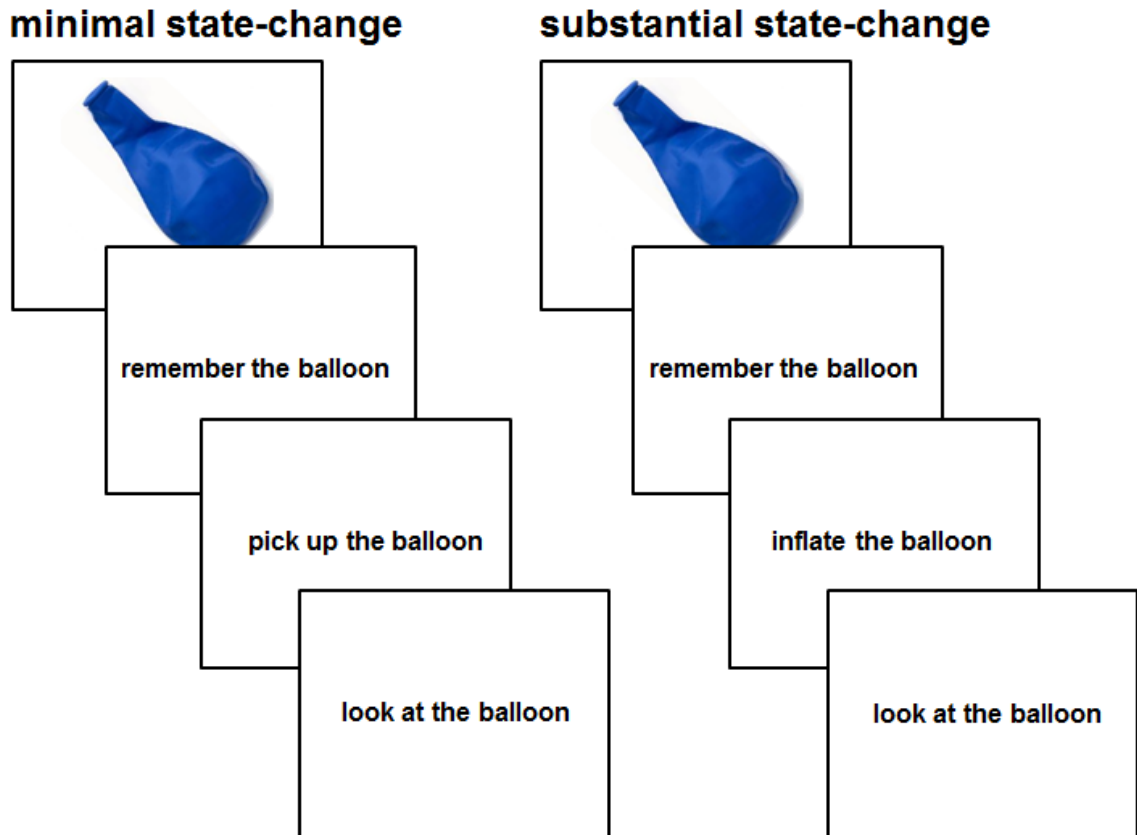 minimal state-change
remember the balloon
pick up the balloon
look at the balloon
substantial state-change
remember the balloon
inflate the balloon
look at the balloon